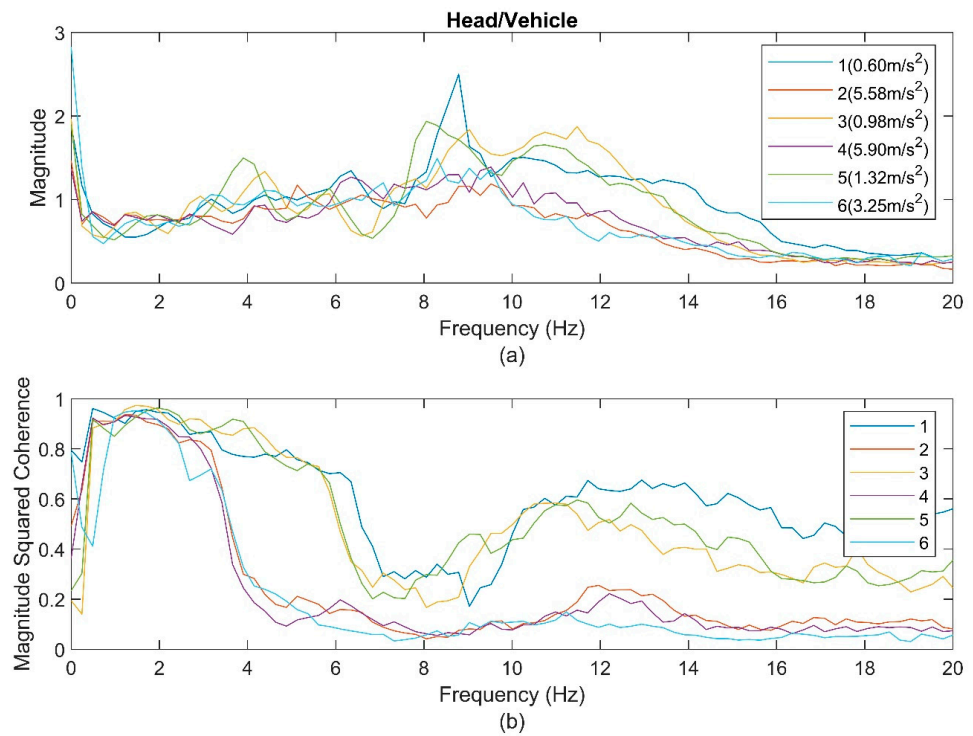 Head/Vehicle
3
2
1
0
Magnitude
1(0.60m/s²)
2(5.58m/s²)
3(0.98m/s²)
4(5.90m/s²)
5(1.32m/s²)
6(3.25m/s²)
0 2 4 6 8 10 12 14 16 18 20
Frequency (Hz)
(a)
1
0.8
0.6
0.4
0.2
0
Magnitude Squared Coherence
1
2
3
4
5
6
0 2 4 6 8 10 12 14 16 18 20
Frequency (Hz)
(b)